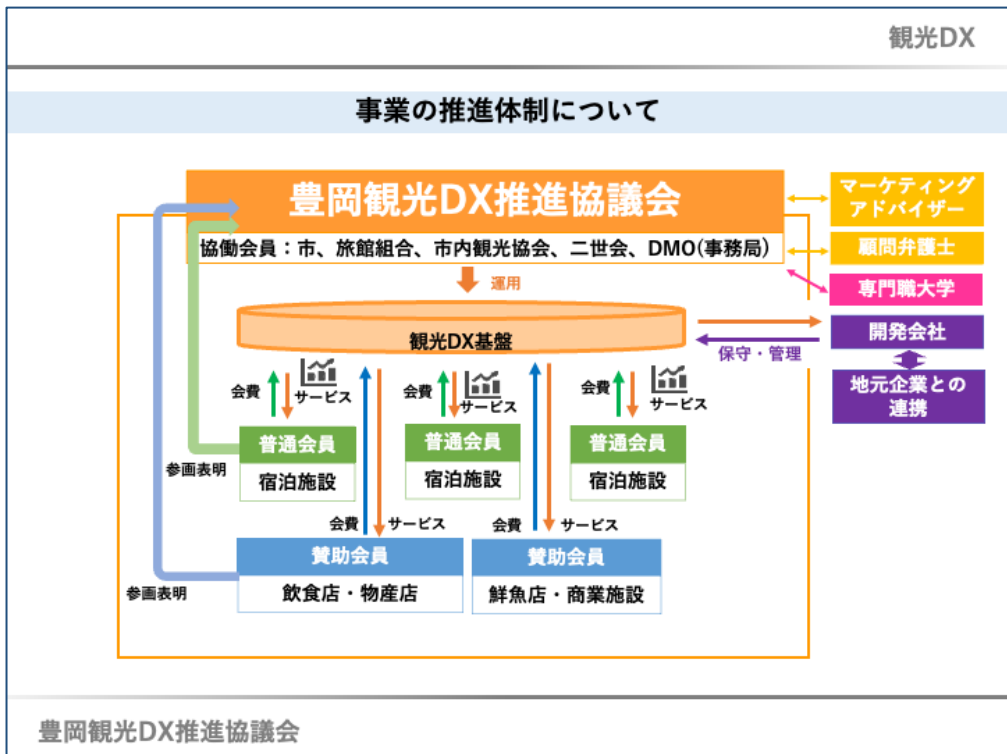 観光DX
事業の推進体制について
豊岡観光DX推進協議会
協働会員：市、旅館組合、市内観光協会、二世会、DMO(事務局)
マーケティング
アドバイザー
顧問弁護士
専門職大学
開発会社
地元企業との
連携
運用
観光DX基盤
保守・管理
会費
サービス
会費
サービス
会費
サービス
普通会員
宿泊施設
普通会員
宿泊施設
普通会員
宿泊施設
参画表明
会費
サービス
会費
サービス
賛助会員
飲食店・物産店
賛助会員
鮮魚店・商業施設
参画表明
豊岡観光DX推進協議会